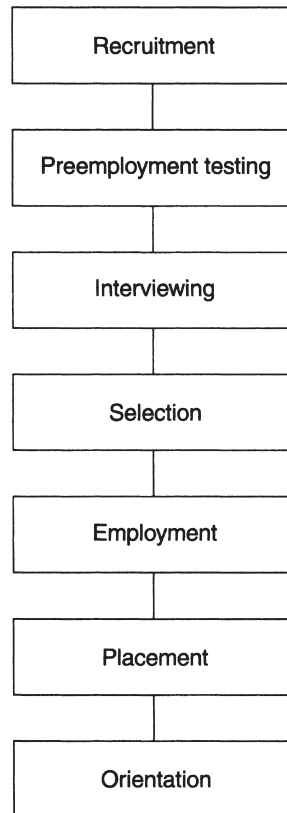 Recruitment
Preemployment testing
Interviewing
Selection
Employment
Placement
Orientation